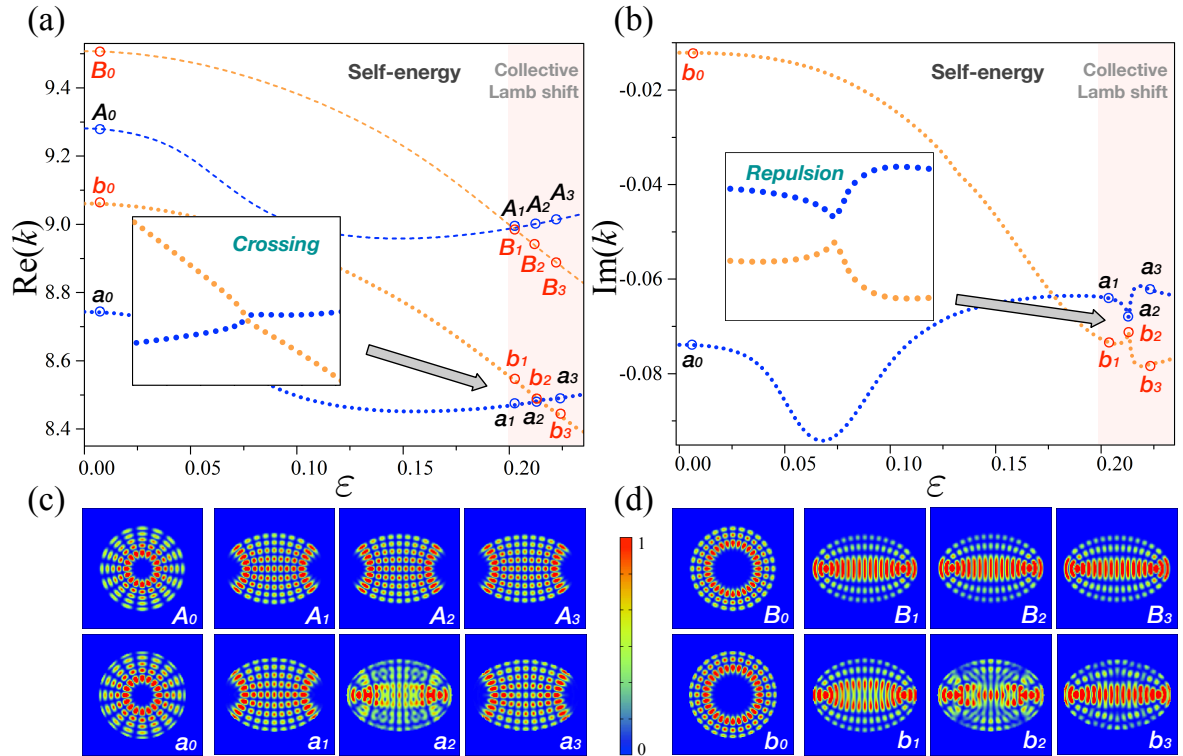 (a)
Re(k)
9.4
9.2
9.0
8.8
8.6
8.4
0.00
0.05
0.10
0.15
0.20
ε
Self-energy
Collective
Lamb shift
B0
A0
b0
a0
Crossing
A1
A2
A3
B1
B2
B3
b1
b2
a3
a1
a2
b3
(b)
Im(k)
-0.02
-0.04
-0.06
-0.08
0.00
0.05
0.10
0.15
0.20
ε
b0
Self-energy
Collective
Lamb shift
Repulsion
a0
a1
a3
a2
b2
b1
b3
(c)
A0
A1
A2
A3
a0
a1
a2
a3
1
0
(d)
B0
B1
B2
B3
b0
b1
b2
b3